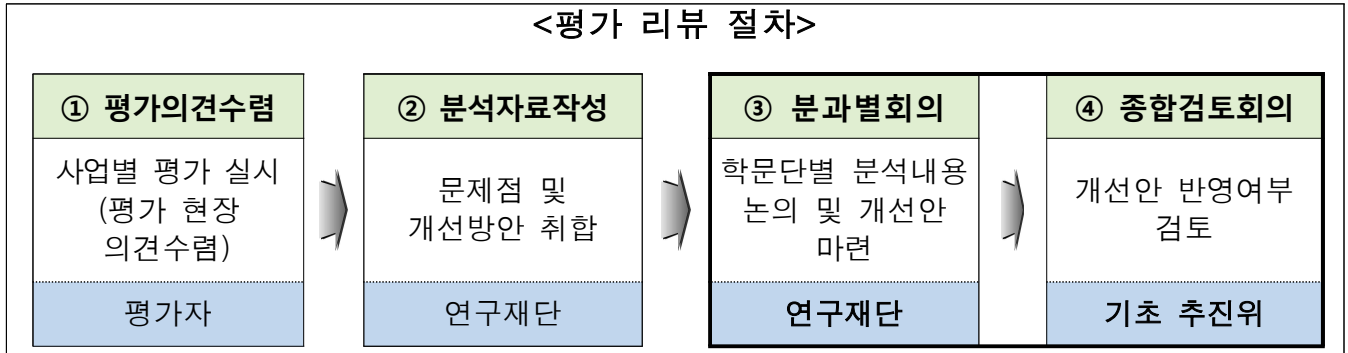 <평가 리뷰 절차>
① 평가의견수렴
사업별 평가 실시
(평가 현장
의견수렴)
평가자
② 분석자료작성
문제점 및
개선방안 취합
연구재단
③ 분과별회의
학문단별 분석내용
논의 및 개선안
마련
연구재단
④ 종합검토회의
개선안 반영여부
검토
기초 추진위